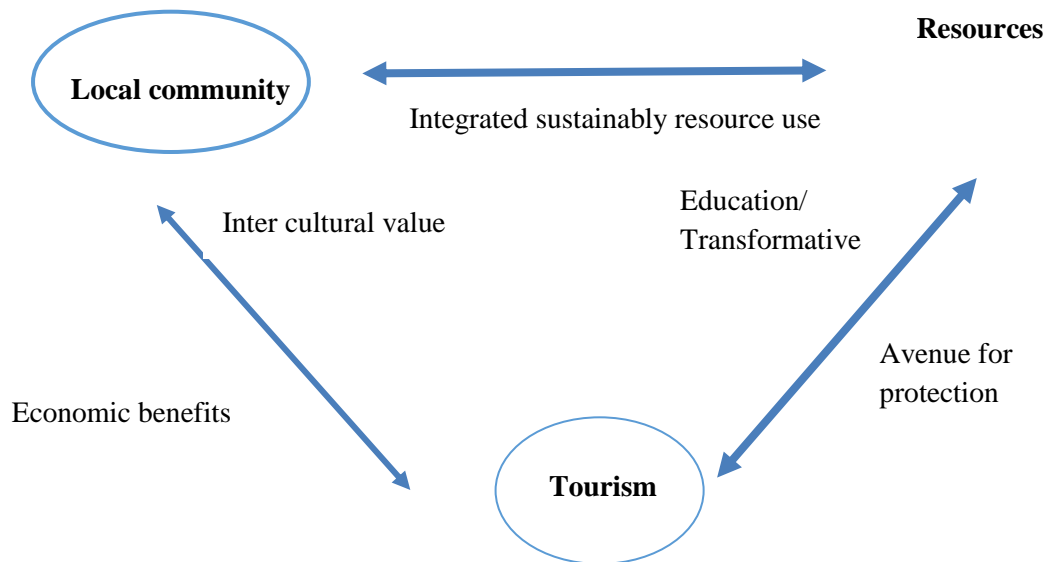 Resources
Local community
Integrated sustainably resource use
Education/
Transformative
Inter cultural value
Avenue for
protection
Economic benefits
Tourism